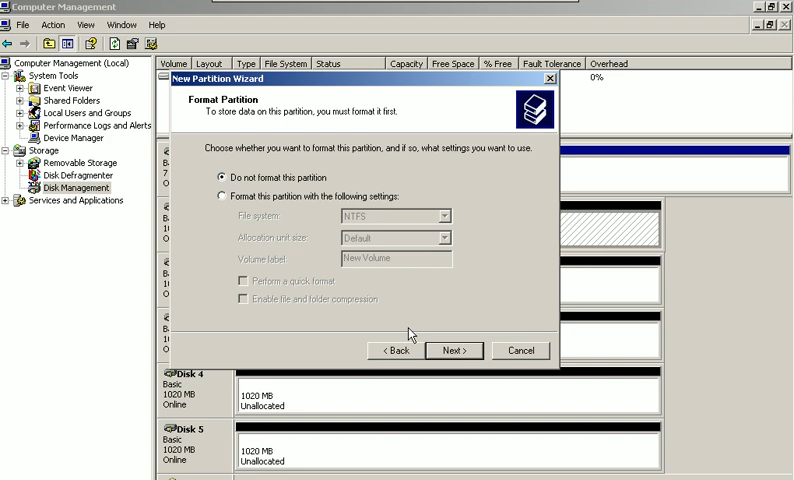 Computer Management
File Action View Window Help
Computer Management (Local)
System Tools
Event Viewer
Shared Folders
Local Users and Groups
Performance Logs and Alerts
Device Manager
Storage
Removable Storage
Disk Defragmenter
Disk Management
Services and Applications
Volume Layout Type File System Status Capacity Free Space % Free Fault Tolerance Overhead
0%
New Partition Wizard
Format Partition
To store data on this partition, you must format it first.
Choose whether you want to format this partition, and if so, what settings you want to use.
Do not format this partition
Format this partition with the following settings:
File system: NTFS
Allocation unit size: Default
Volume label: New Volume
Perform a quick format
Enable file and folder compression
< Back Next > Cancel
Disk 4
Basic
1020 MB
Online
1020 MB
Unallocated
Disk 5
Basic
1020 MB
Online
1020 MB
Unallocated